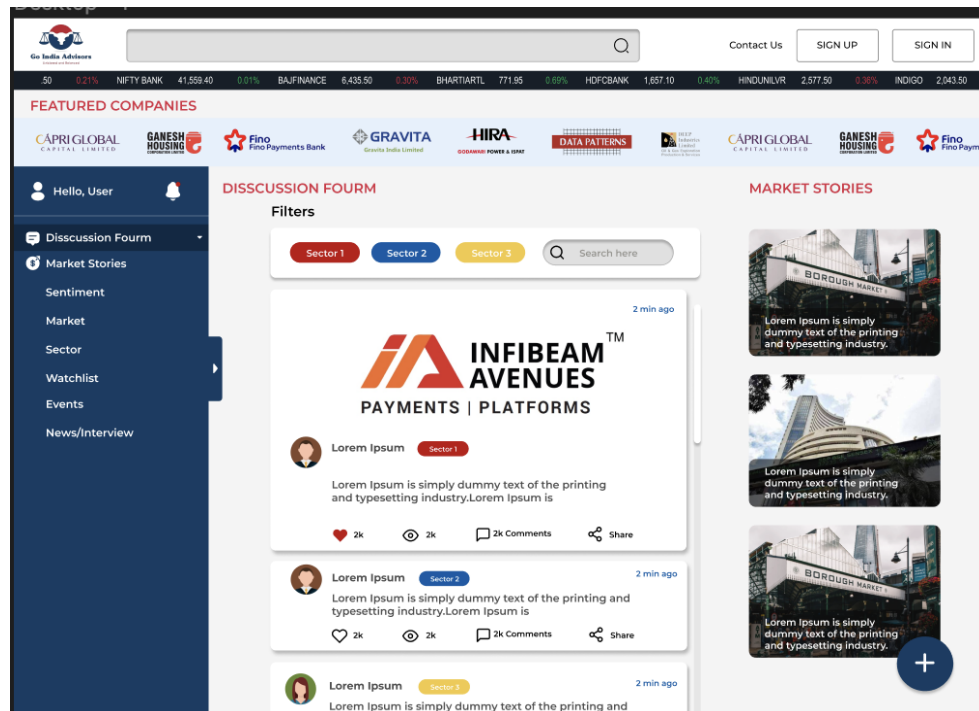 Desktop - 1
Go India Advisors
Contact Us
SIGN UP
SIGN IN
.50 0.21% NIFTY BANK 41,559.40 0.01% BAJFINANCE 6,435.50 0.30% BHARTIARTL 771.95 0.69% HDFCBANK 1,657.10 0.40% HINDUNILVR 2,577.50 0.36% INDIGO 2,043.50
FEATURED COMPANIES
CAPRI GLOBAL
CAPITAL LIMITED
GANESH
HOUSING
CORPORATION LIMITED
Fino
Fino Payments Bank
GRAVITA
Gravita India Limited
HIRA
GODAWARI POWER & ISPAT
DATA PATTERNS
CAPRI GLOBAL
CAPITAL LIMITED
GANESH
HOUSING
CORPORATION LIMITED
Fino
Fino Paym
Hello, User
Disscussion Fourm
Market Stories
Sentiment
Market
Sector
Watchlist
Events
News/Interview
DISSCUSSION FOURM
Filters
Sector 1
Sector 2
Sector 3
Search here
2 min ago
INFIBEAM
AVENUES
TM
PAYMENTS | PLATFORMS
Lorem Ipsum
Sector 1
Lorem Ipsum is simply dummy text of the printing
and typesetting industry.Lorem Ipsum is
2k
2k
2k Comments
Share
Lorem Ipsum
Sector 2
2 min ago
Lorem Ipsum is simply dummy text of the printing and
typesetting industry.Lorem Ipsum is
2k
2k
2k Comments
Share
Lorem Ipsum
Sector 3
2 min ago
Lorem Ipsum is simply dummy text of the printing and
MARKET STORIES
BOROUGH MARKET
Lorem Ipsum is simply
dummy text of the printing
and typesetting industry.
Lorem Ipsum is simply
dummy text of the printing
and typesetting industry.
BOROUGH MARKET
Lorem Ipsum is simply
dummy text of the printing
and typesetting industry.